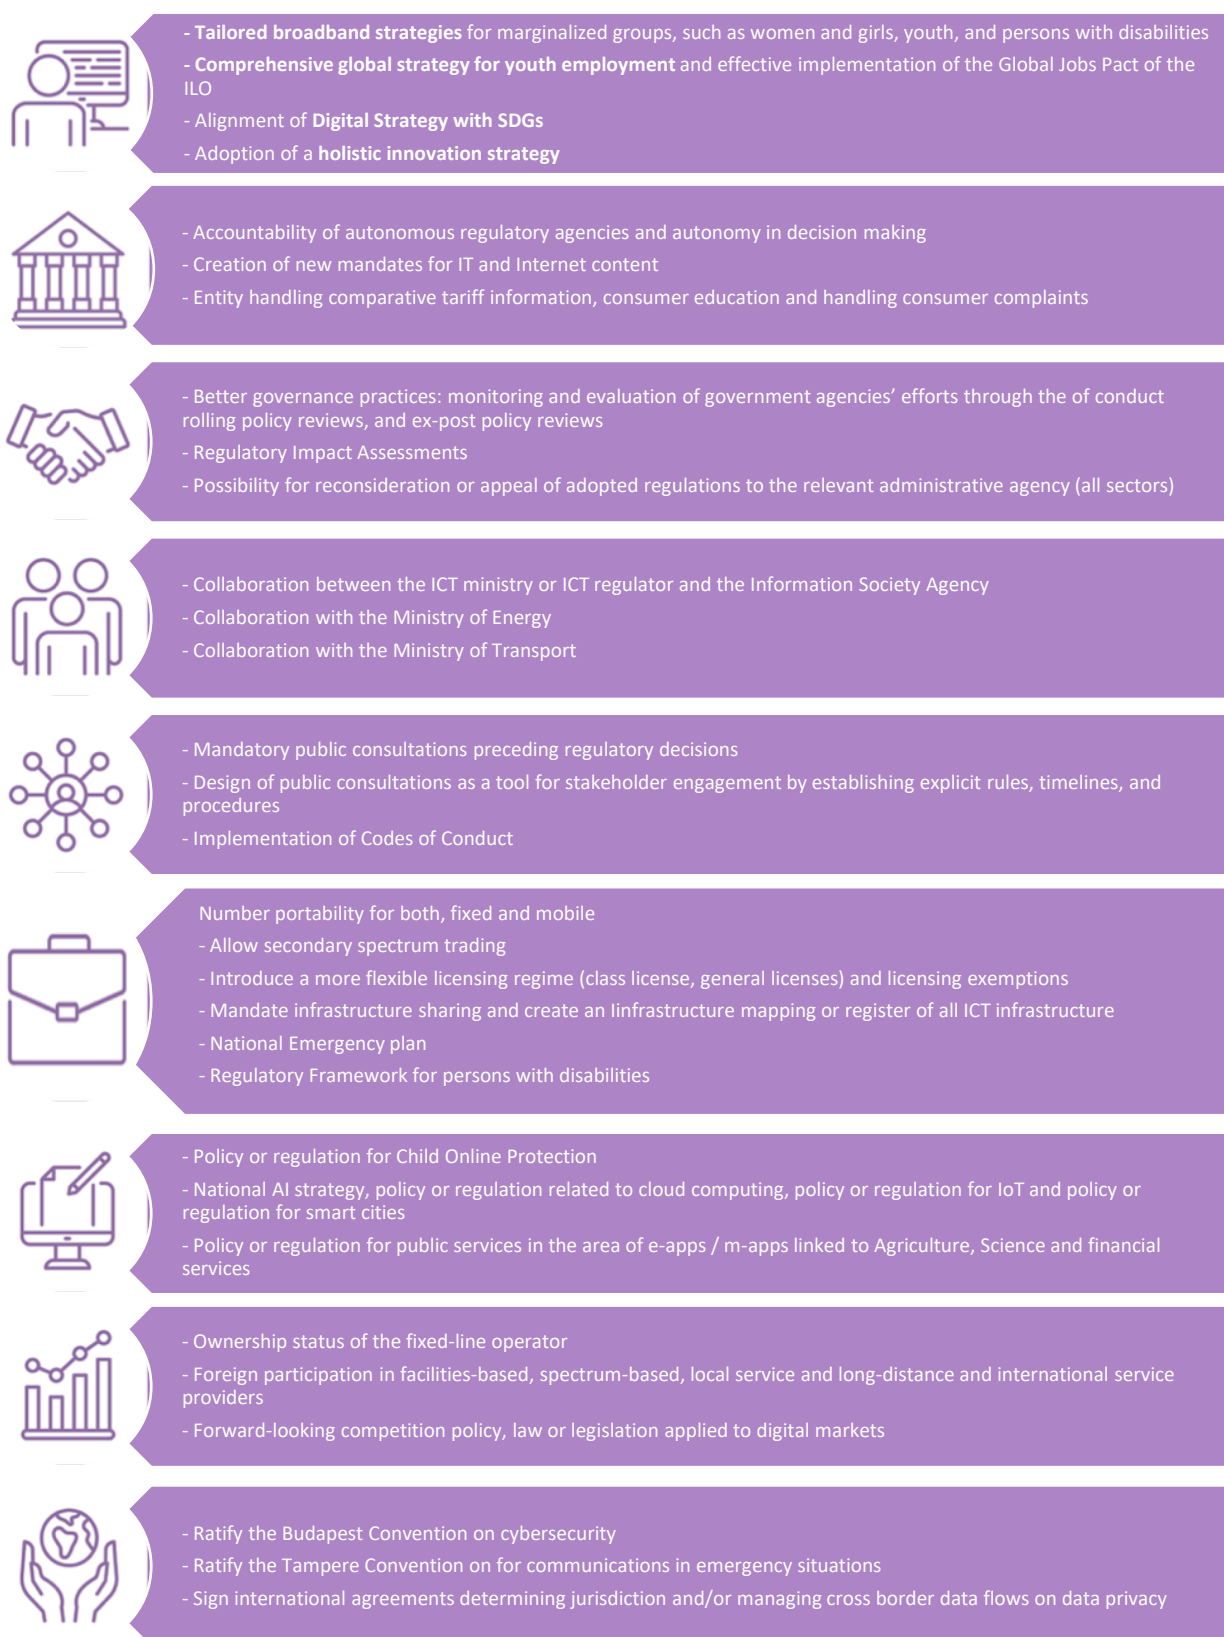 - Tailored broadband strategies for marginalized groups, such as women and girls, youth, and persons with disabilities
- Comprehensive global strategy for youth employment and effective implementation of the Global Jobs Pact of the
ILO
- Alignment of Digital Strategy with SDGs
- Adoption of a holistic innovation strategy
- Accountability of autonomous regulatory agencies and autonomy in decision making
- Creation of new mandates for IT and Internet content
- Entity handling comparative tariff information, consumer education and handling consumer complaints
- Better governance practices: monitoring and evaluation of government agencies’ efforts through the of conduct
rolling policy reviews, and ex-post policy reviews
- Regulatory Impact Assessments
- Possibility for reconsideration or appeal of adopted regulations to the relevant administrative agency (all sectors)
- Collaboration between the ICT ministry or ICT regulator and the Information Society Agency
- Collaboration with the Ministry of Energy
- Collaboration with the Ministry of Transport
- Mandatory public consultations preceding regulatory decisions
- Design of public consultations as a tool for stakeholder engagement by establishing explicit rules, timelines, and
procedures
- Implementation of Codes of Conduct
Number portability for both, fixed and mobile
- Allow secondary spectrum trading
- Introduce a more flexible licensing regime (class license, general licenses) and licensing exemptions
- Mandate infrastructure sharing and create an Iinfrastructure mapping or register of all ICT infrastructure
- National Emergency plan
- Regulatory Framework for persons with disabilities
- Policy or regulation for Child Online Protection
- National AI strategy, policy or regulation related to cloud computing, policy or regulation for IoT and policy or
regulation for smart cities
- Policy or regulation for public services in the area of e-apps / m-apps linked to Agriculture, Science and financial
services
- Ownership status of the fixed-line operator
- Foreign participation in facilities-based, spectrum-based, local service and long-distance and international service
providers
- Forward-looking competition policy, law or legislation applied to digital markets
- Ratify the Budapest Convention on cybersecurity
- Ratify the Tampere Convention on for communications in emergency situations
- Sign international agreements determining jurisdiction and/or managing cross border data flows on data privacy